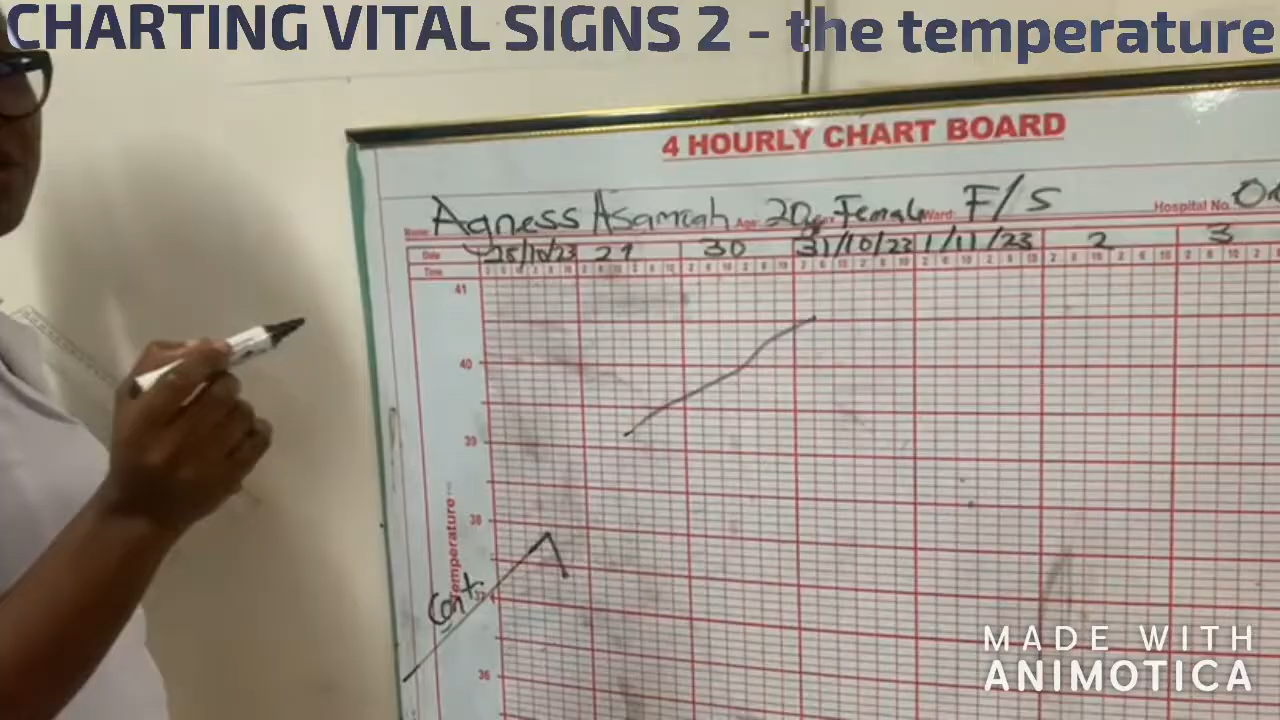 CHARTING VITAL SIGNS 2 - the temperature
4 HOURLY CHART BOARD
Name: Agness Asamoah Age: 20yrs Female Ward: F/S Hospital No.
Date 28/10/23 29 30 31/10/23 1/11/23 2 3
Time
41
40
39
38
37
36
Temperature
Cont
MADE WITH
ANIMOTICA